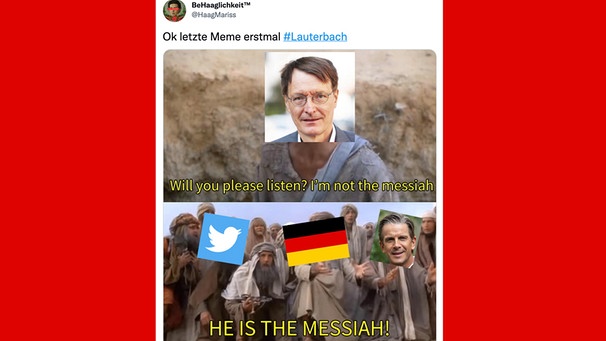 BeHaaglichkeit™
@HaagMariss
Ok letzte Meme erstmal #Lauterbach
Will you please listen? I'm not the messiah
HE IS THE MESSIAH!